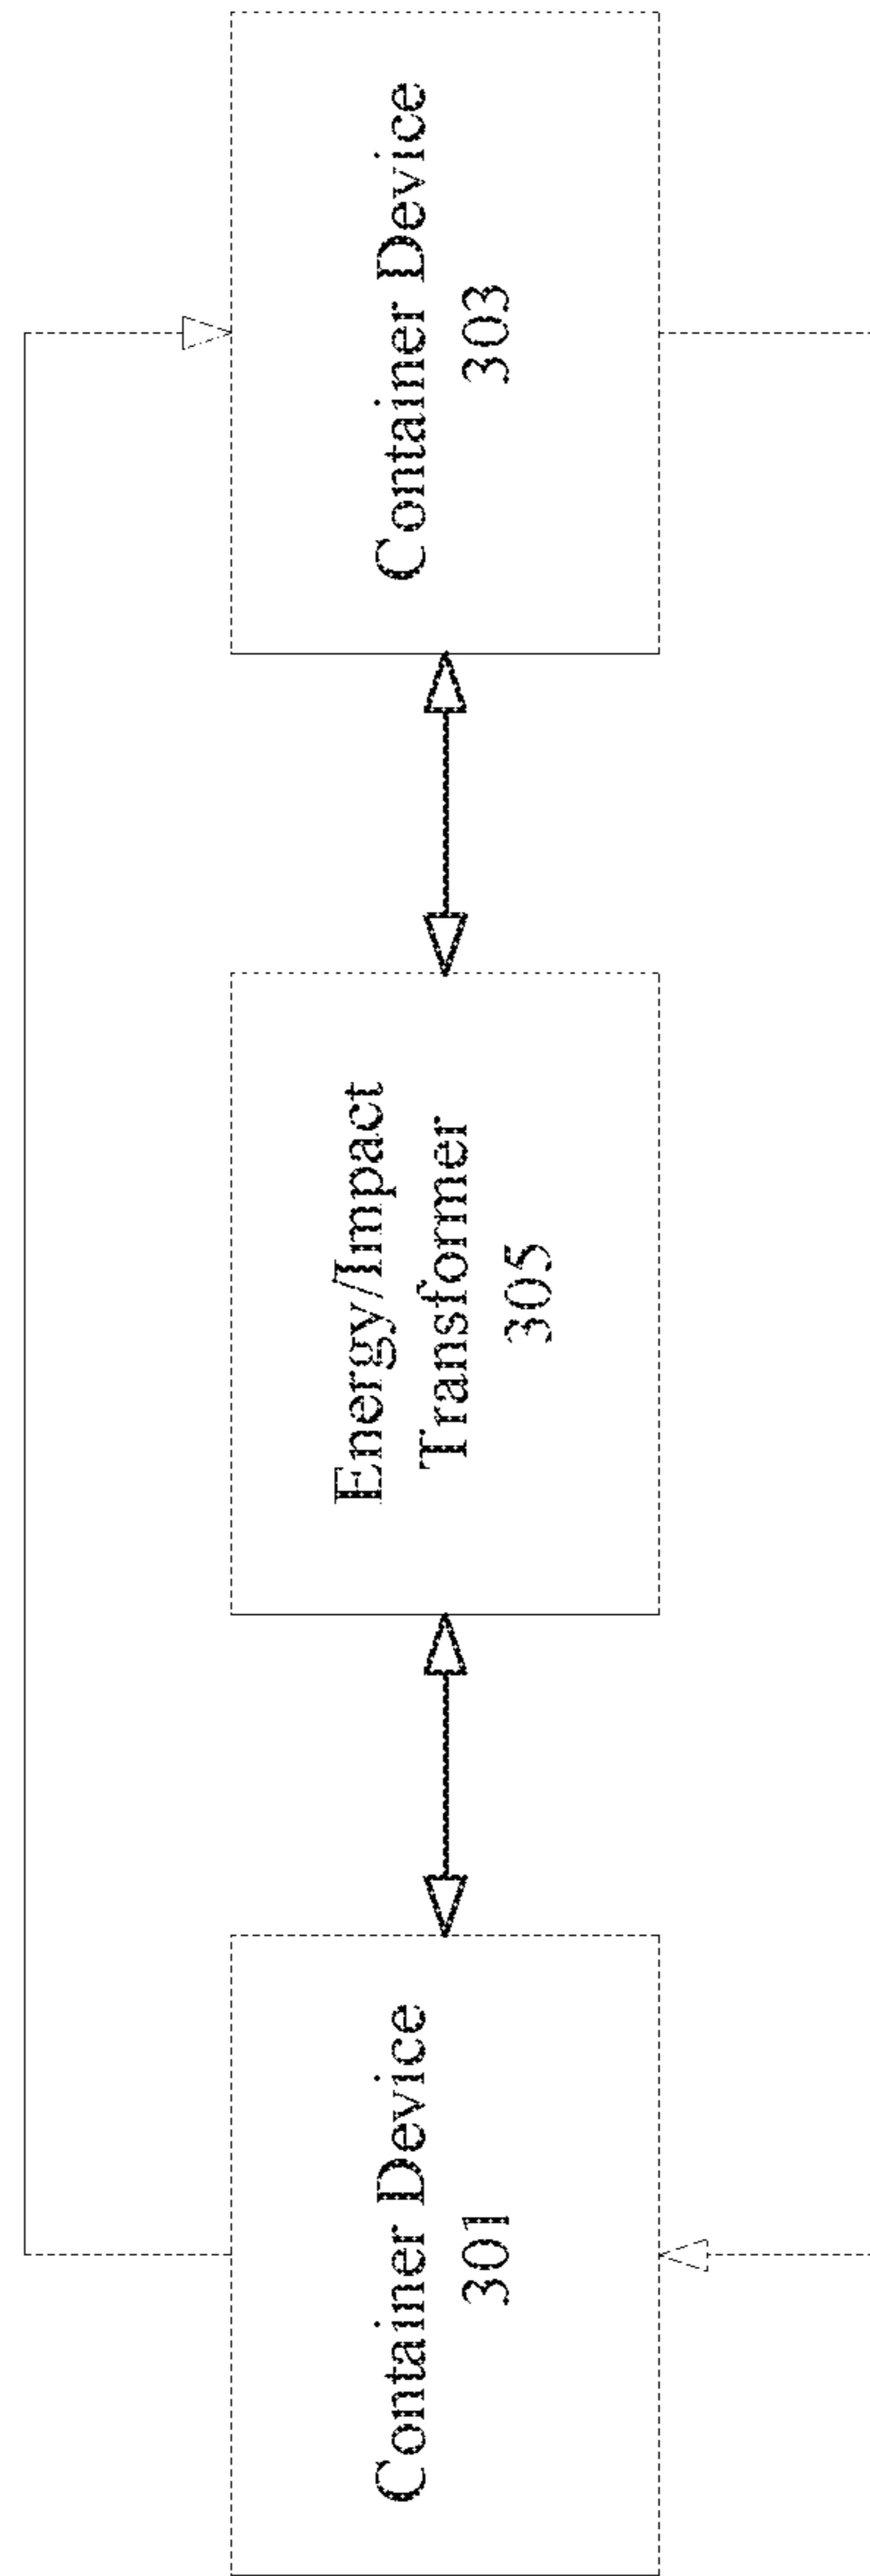 Container Device
301
Energy/Impact
Transformer
305
Container Device
303